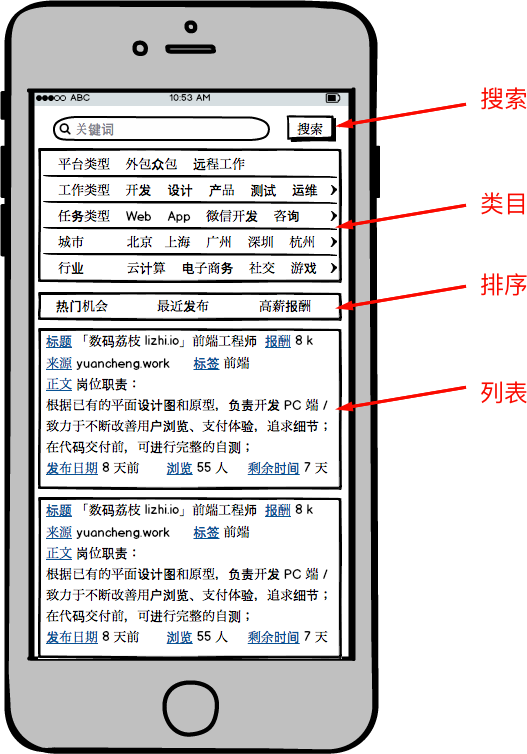 ABC 10:53 AM
关键词 搜索
搜索
平台类型 外包众包 远程工作
工作类型 开发 设计 产品 测试 运维
任务类型 Web App 微信开发 咨询
类目
城市 北京 上海 广州 深圳 杭州
行业 云计算 电子商务 社交 游戏
排序
热门机会 最近发布 高薪报酬
标题 「数码荔枝 lizhi.io」前端工程师 报酬 8 k
来源 yuancheng.work 标签 前端
正文 岗位职责：
列表
根据已有的平面设计图和原型，负责开发 PC 端 /
致力于不断改善用户浏览、支付体验，追求细节；
在代码交付前，可进行完整的自测；
发布日期 8 天前 浏览 55 人 剩余时间 7 天
标题 「数码荔枝 lizhi.io」前端工程师 报酬 8 k
来源 yuancheng.work 标签 前端
正文 岗位职责：
根据已有的平面设计图和原型，负责开发 PC 端 /
致力于不断改善用户浏览、支付体验，追求细节；
在代码交付前，可进行完整的自测；
发布日期 8 天前 浏览 55 人 剩余时间 7 天